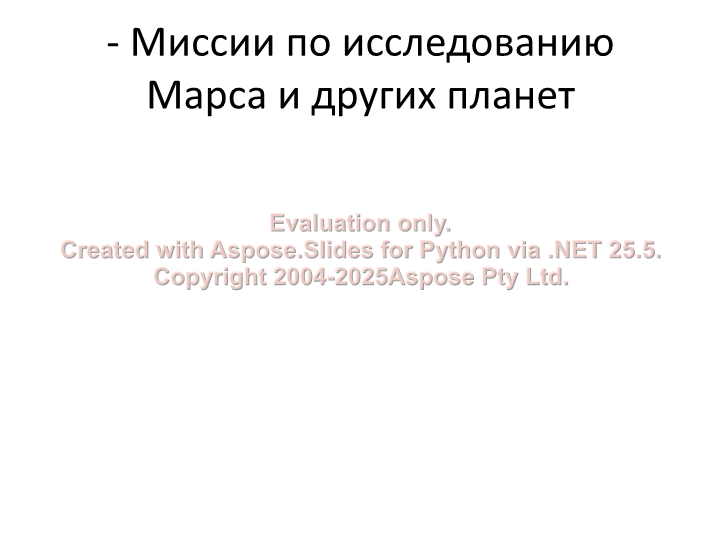 - Миссии по исследованию
Марса и других планет
Evaluation only.
Created with Aspose.Slides for Python via .NET 25.5.
Copyright 2004-2025Aspose Pty Ltd.